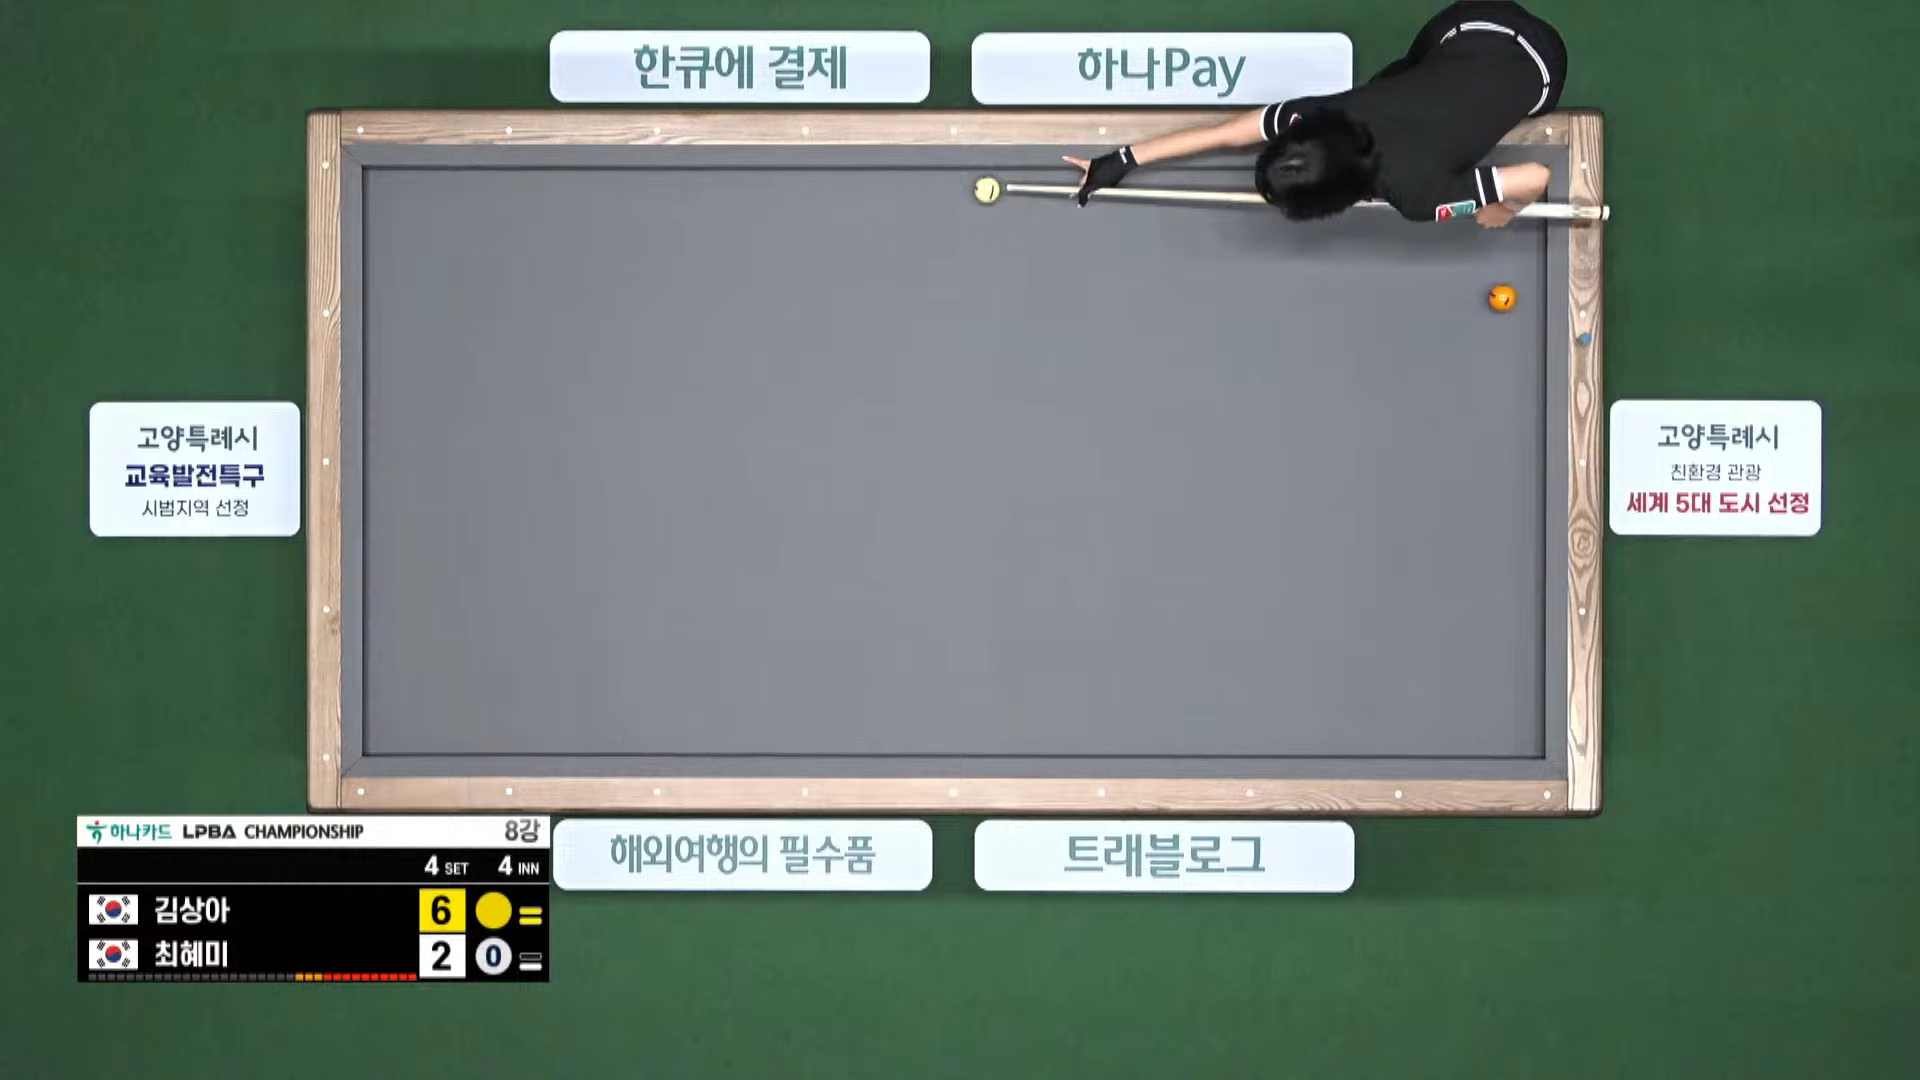 한큐에 결제
하나Pay
고양특례시
교육발전특구
시범지역 선정
고양특례시
친환경 관광
세계 5대 도시 선정
하나카드 LPBA CHAMPIONSHIP 8강
4 SET 4 INN
김상아 6
최혜미 2 0
해외여행의 필수품
트래블로그